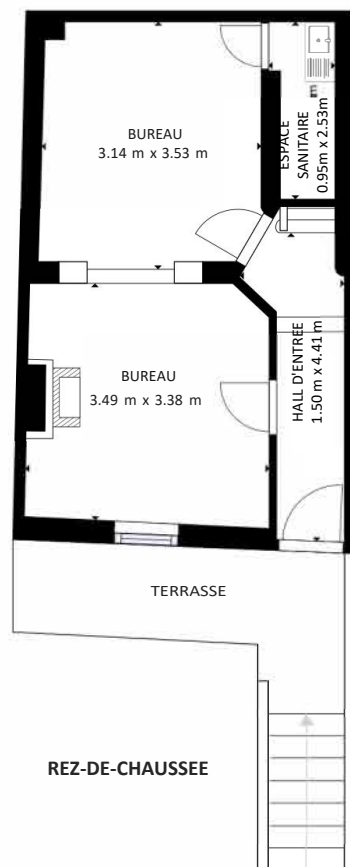 BUREAU
3.14 m x 3.53 m
ESPACE
SANITAIRE
0.95m x 2.53m
BUREAU
3.49 m x 3.38 m
HALL D'ENTREE
1.50 m x 4.41 m
TERRASSE
REZ-DE-CHAUSSEE